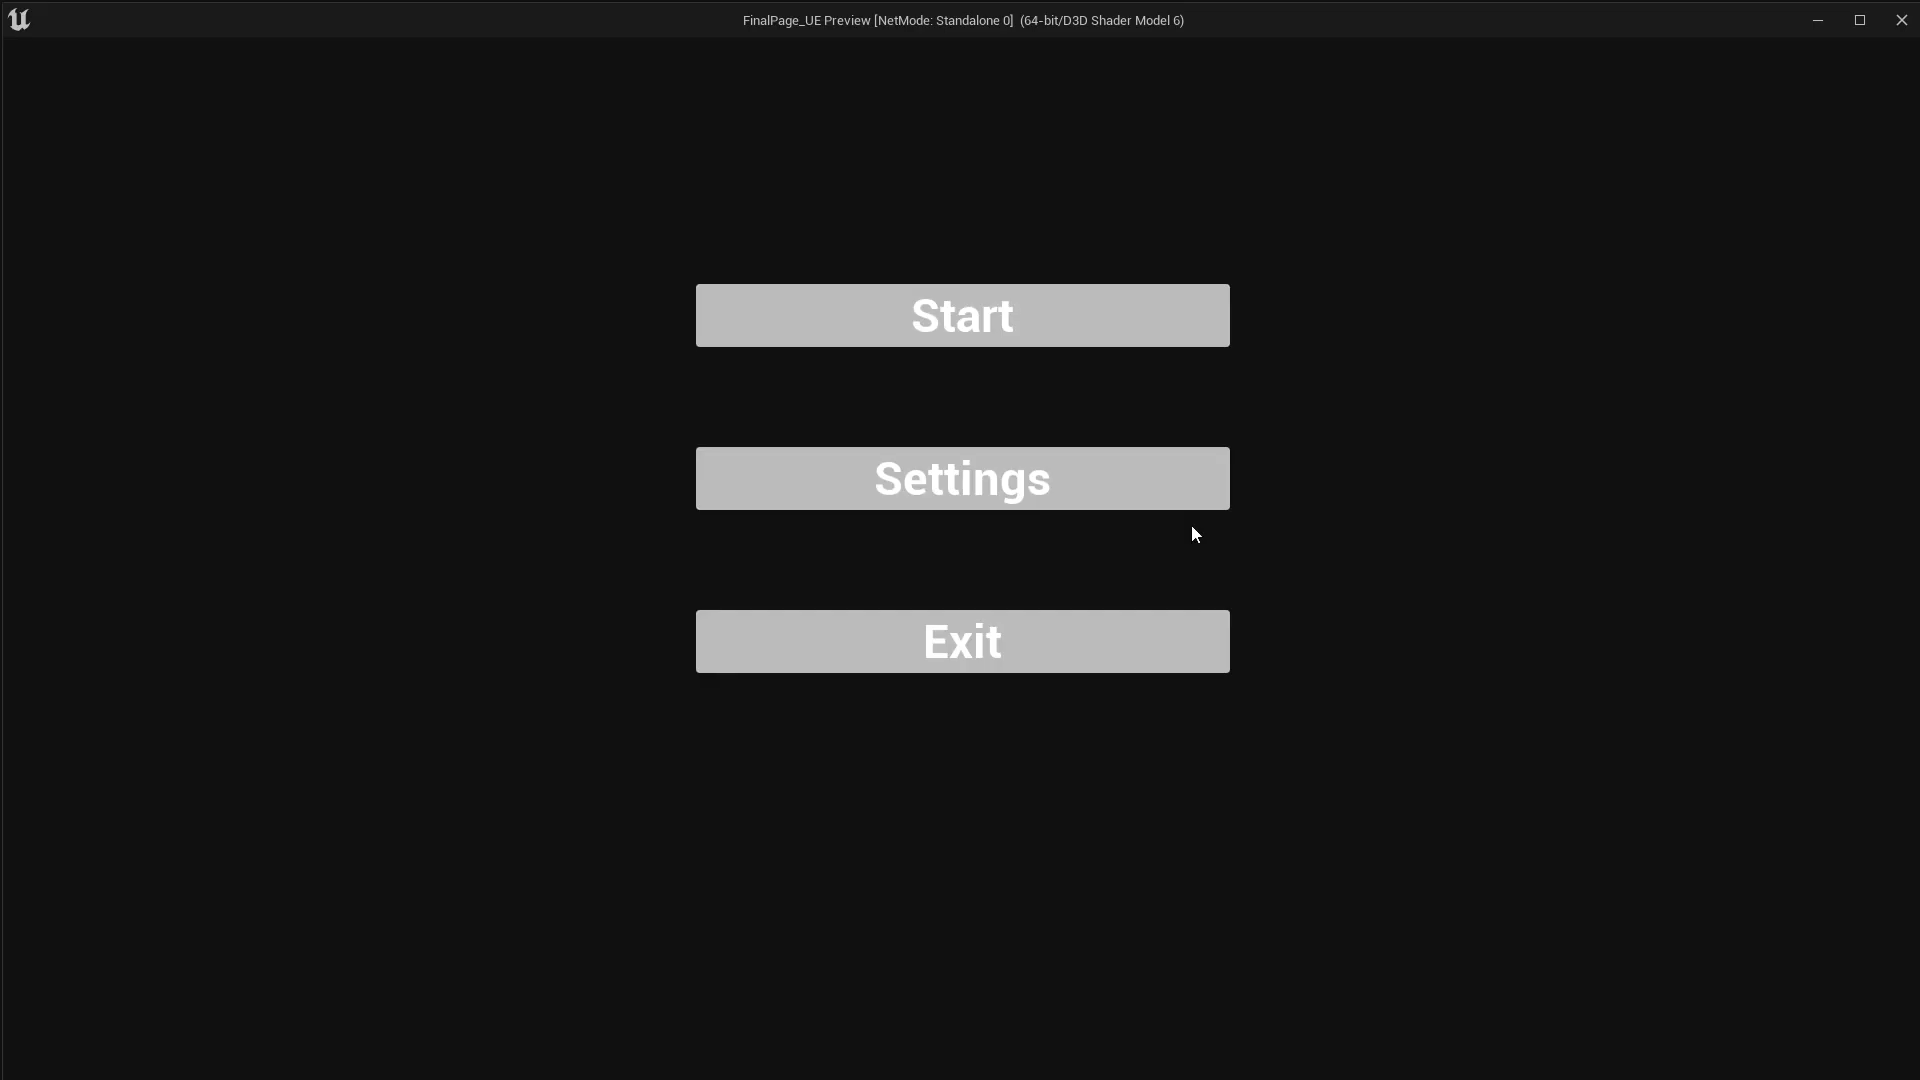 FinalPage_UE Preview [NetMode: Standalone 0]  (64-bit/D3D Shader Model 6)
Start
Settings
Exit